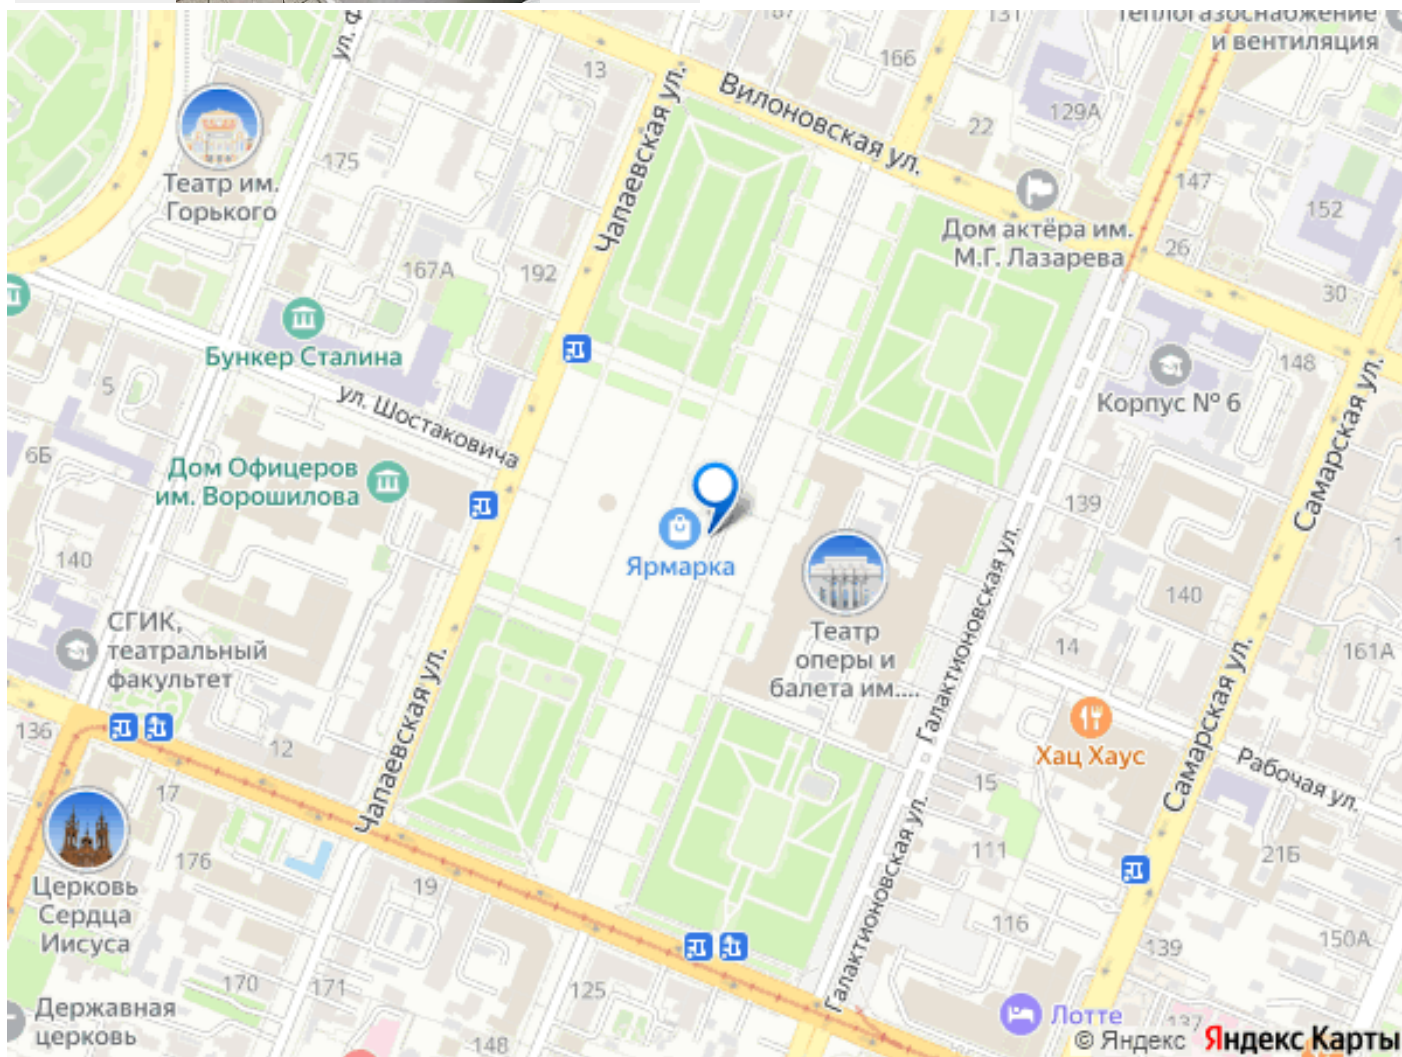 187
131
Теплогазоснабжение
и вентиляция
166
13
Вилоновская ул.
22
129А
Театр им.
Горького
175
Чапаевская ул.
147
152
Дом актёра им.
М.Г. Лазарева
26
167А
192
30
Бункер Сталина
5
148
ул. Шостаковича
Корпус № 6
6Б
Дом Офицеров
им. Ворошилова
139
Самарская ул.
140
Ярмарка
140
СГИК,
театральный
факультет
Театр
оперы и
балета им....
Галактионовская ул.
14
161А
136
12
Чапаевская ул.
Хац Хаус
Самарская ул.
Рабочая ул.
17
15
176
111
21Б
19
Церковь
Сердца
Иисуса
116
Галактионовская ул.
139
150А
170
171
125
Державная
церковь
148
Лотте
137
© Яндекс Яндекс Карты